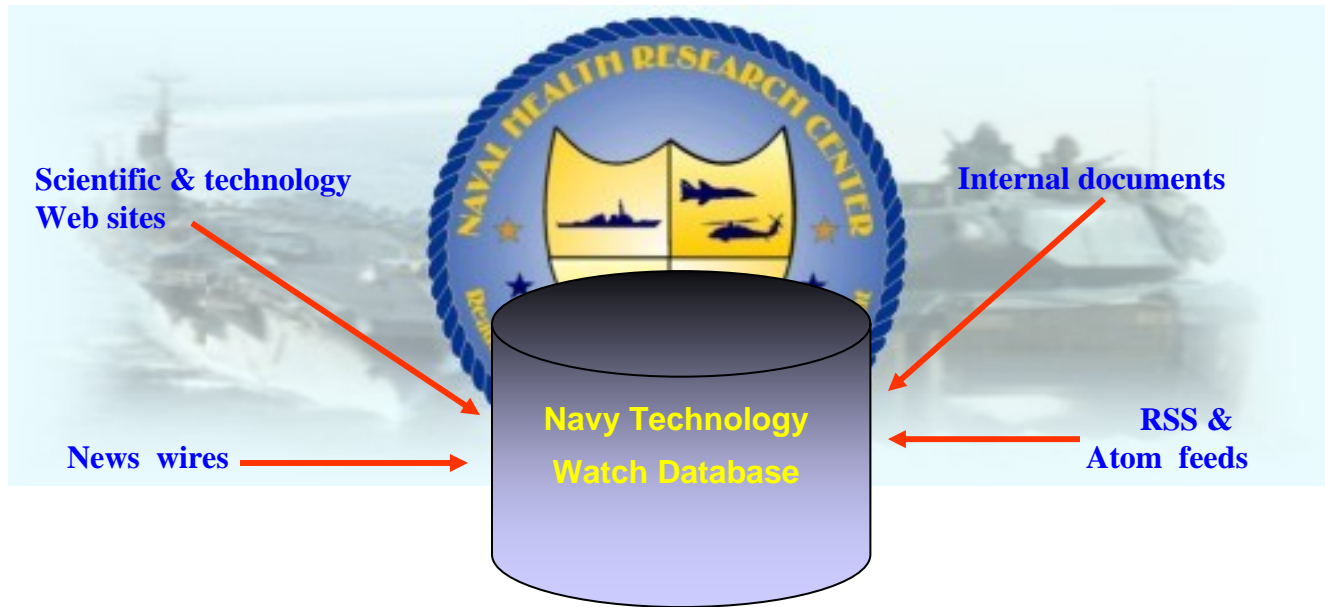 NAVAL HEALTH RESEARCH CENTER
Scientific & technology
Web sites
Internal documents
News wires
RSS &
Atom feeds
Navy Technology
Watch Database